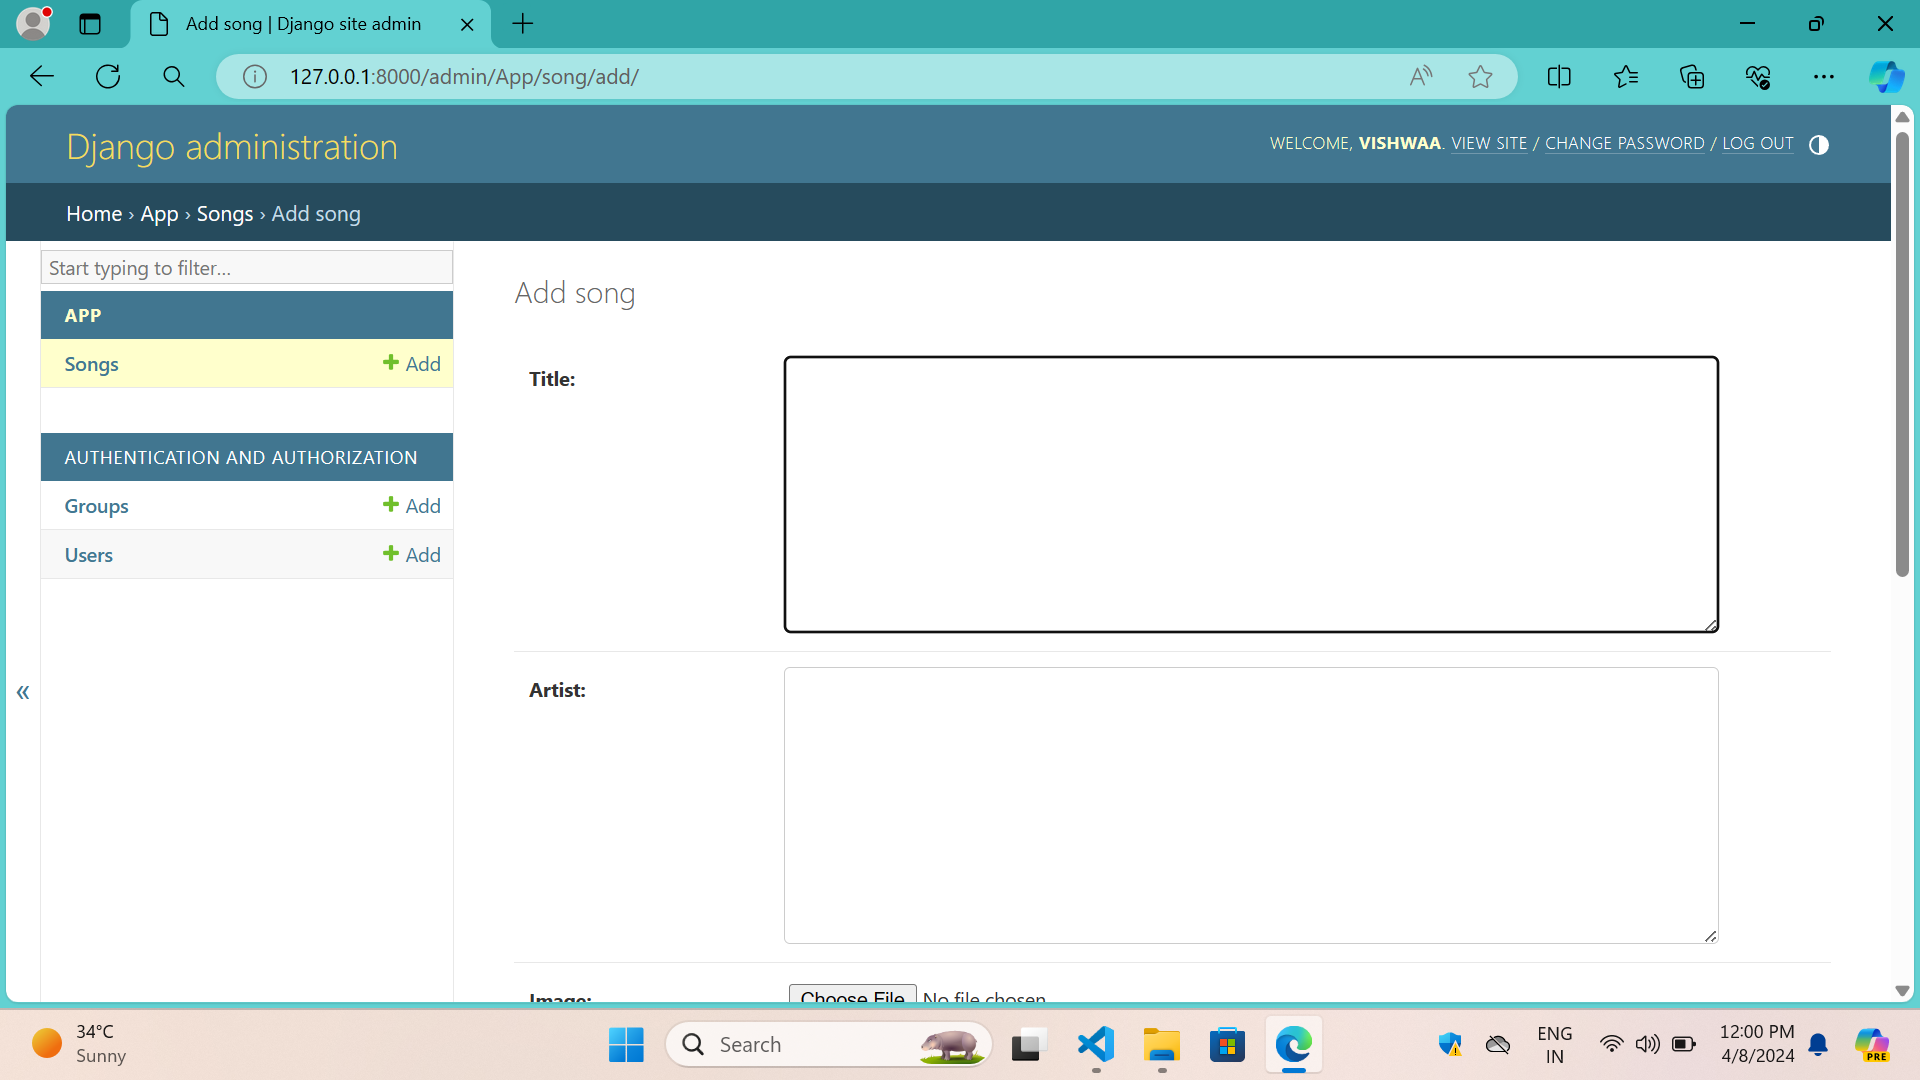 Add song | Django site admin
127.0.0.1:8000/admin/App/song/add/
Django administration
WELCOME, VISHWAA. VIEW SITE / CHANGE PASSWORD / LOG OUT
Home › App › Songs › Add song
Start typing to filter...
Add song
APP
Songs Add
Title:
AUTHENTICATION AND AUTHORIZATION
Groups Add
Users Add
Artist:
«
Image: Choose File No file chosen
34°C
Sunny
Search
ENG
IN
12:00 PM
4/8/2024
PRE